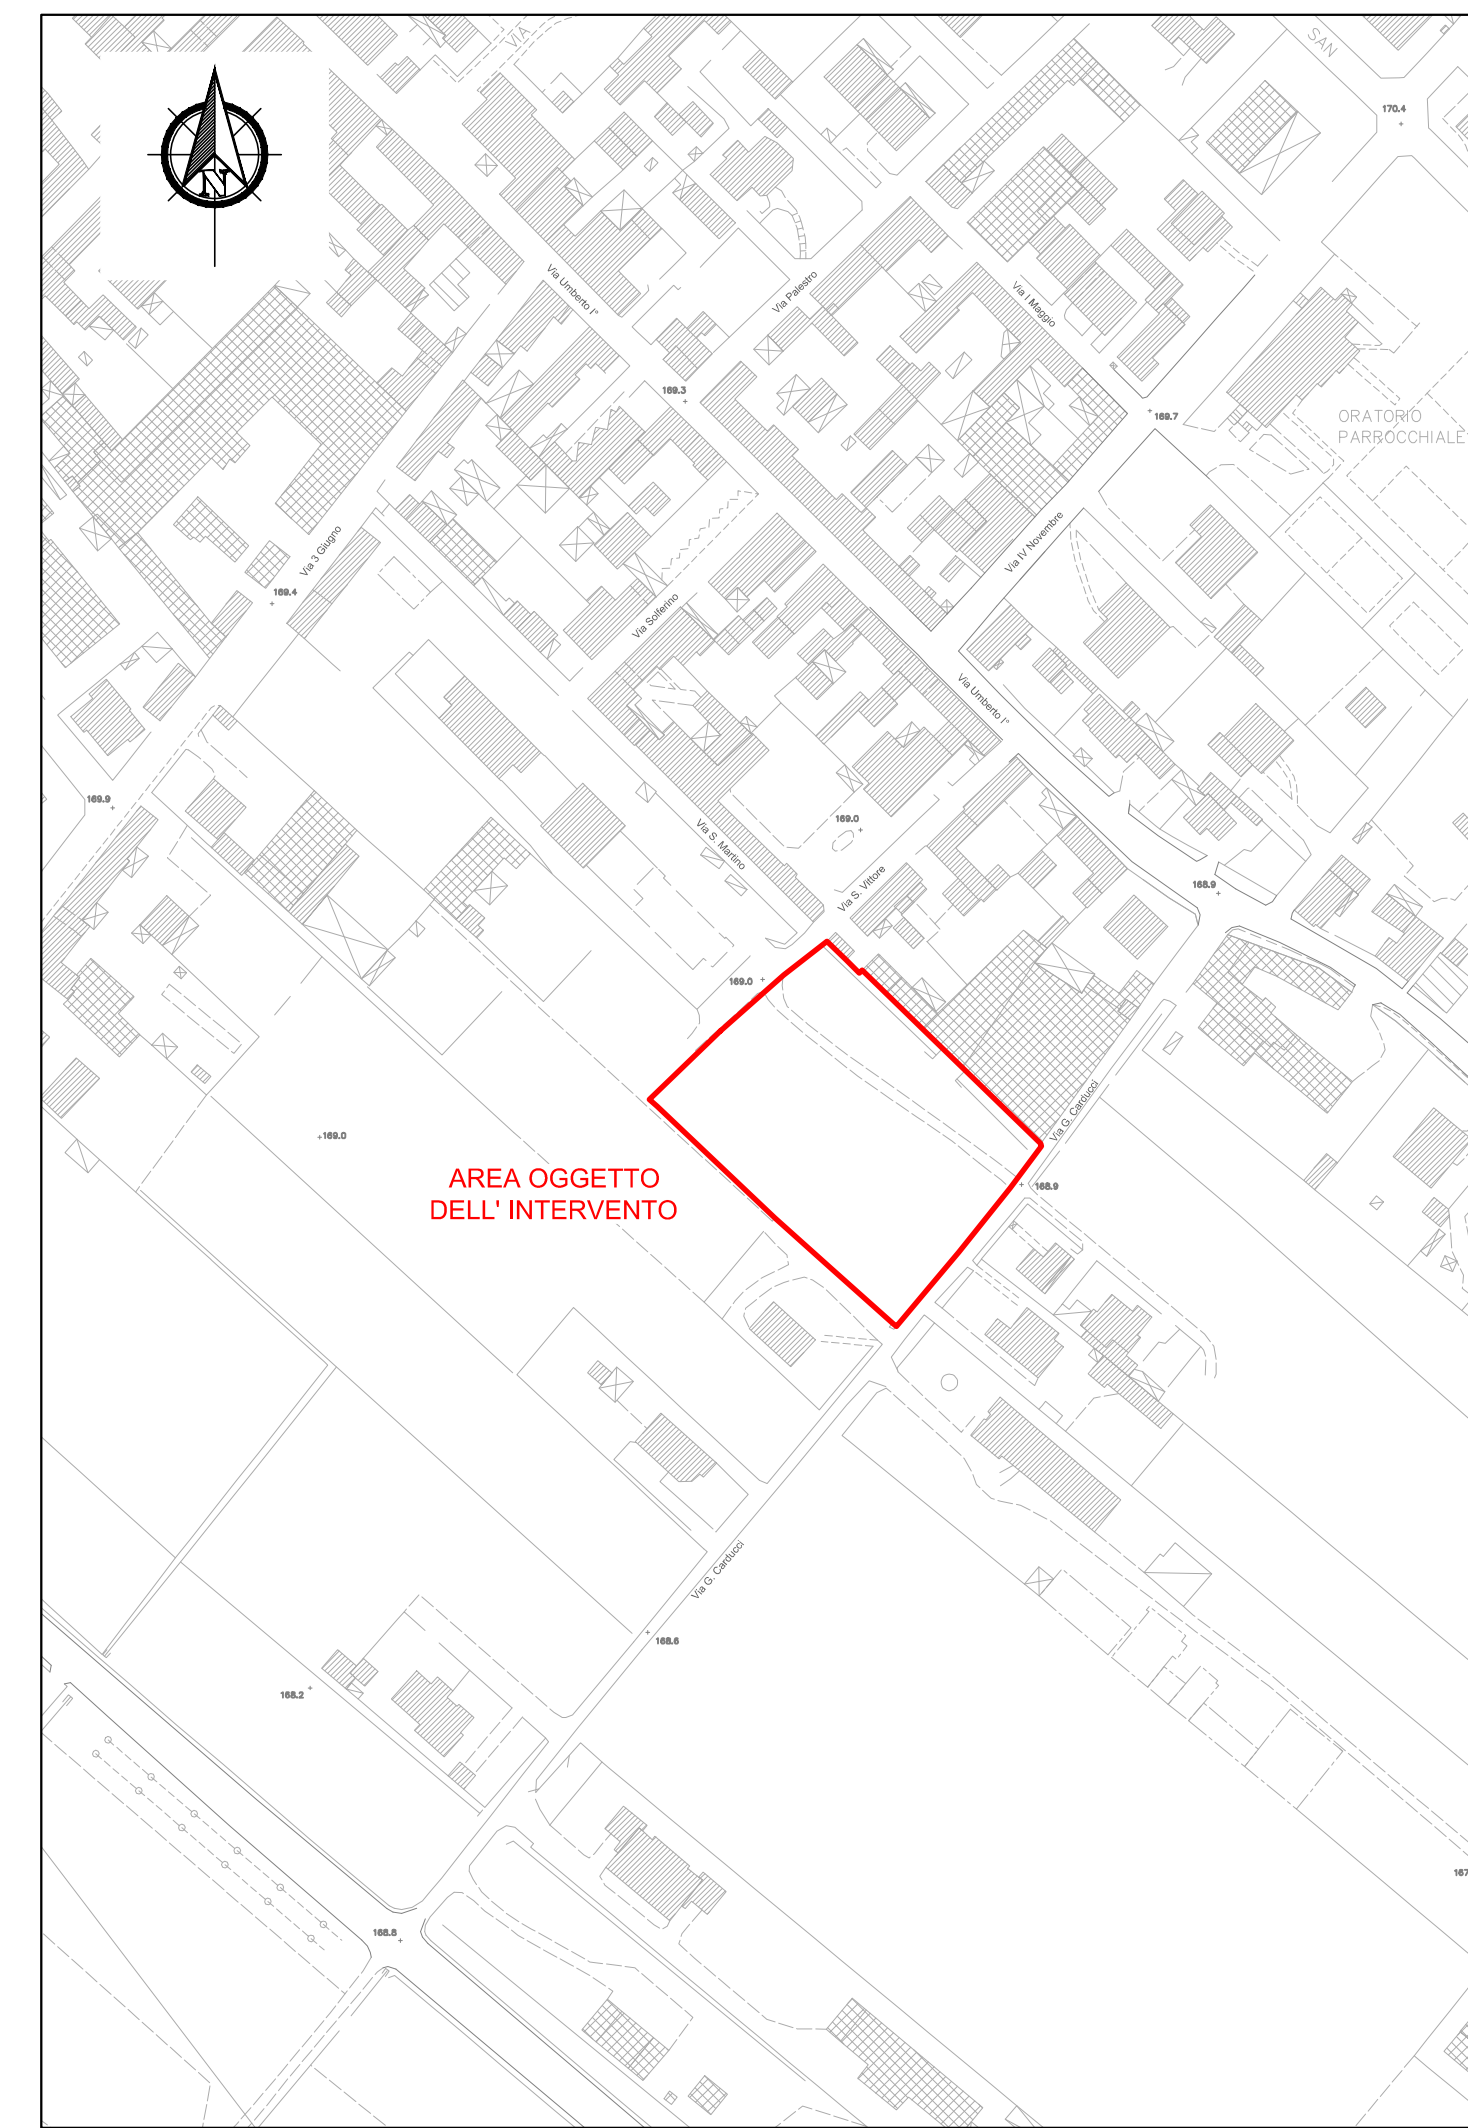 VIA
SAN
170.4
N
Via Umberto I°
Via Palestro
Via I Maggio
169.3
169.7
ORATORIO
PARROCCHIALE
Via 3 Giugno
Via IV Novembre
169.4
Via Solferino
Via Umberto I°
169.9
169.0
Via S. Martino
Via S. Vittore
168.9
169.0
Via G. Carducci
169.0
168.9
AREA OGGETTO
DELL' INTERVENTO
Via G. Carducci
168.6
168.2
167
168.8